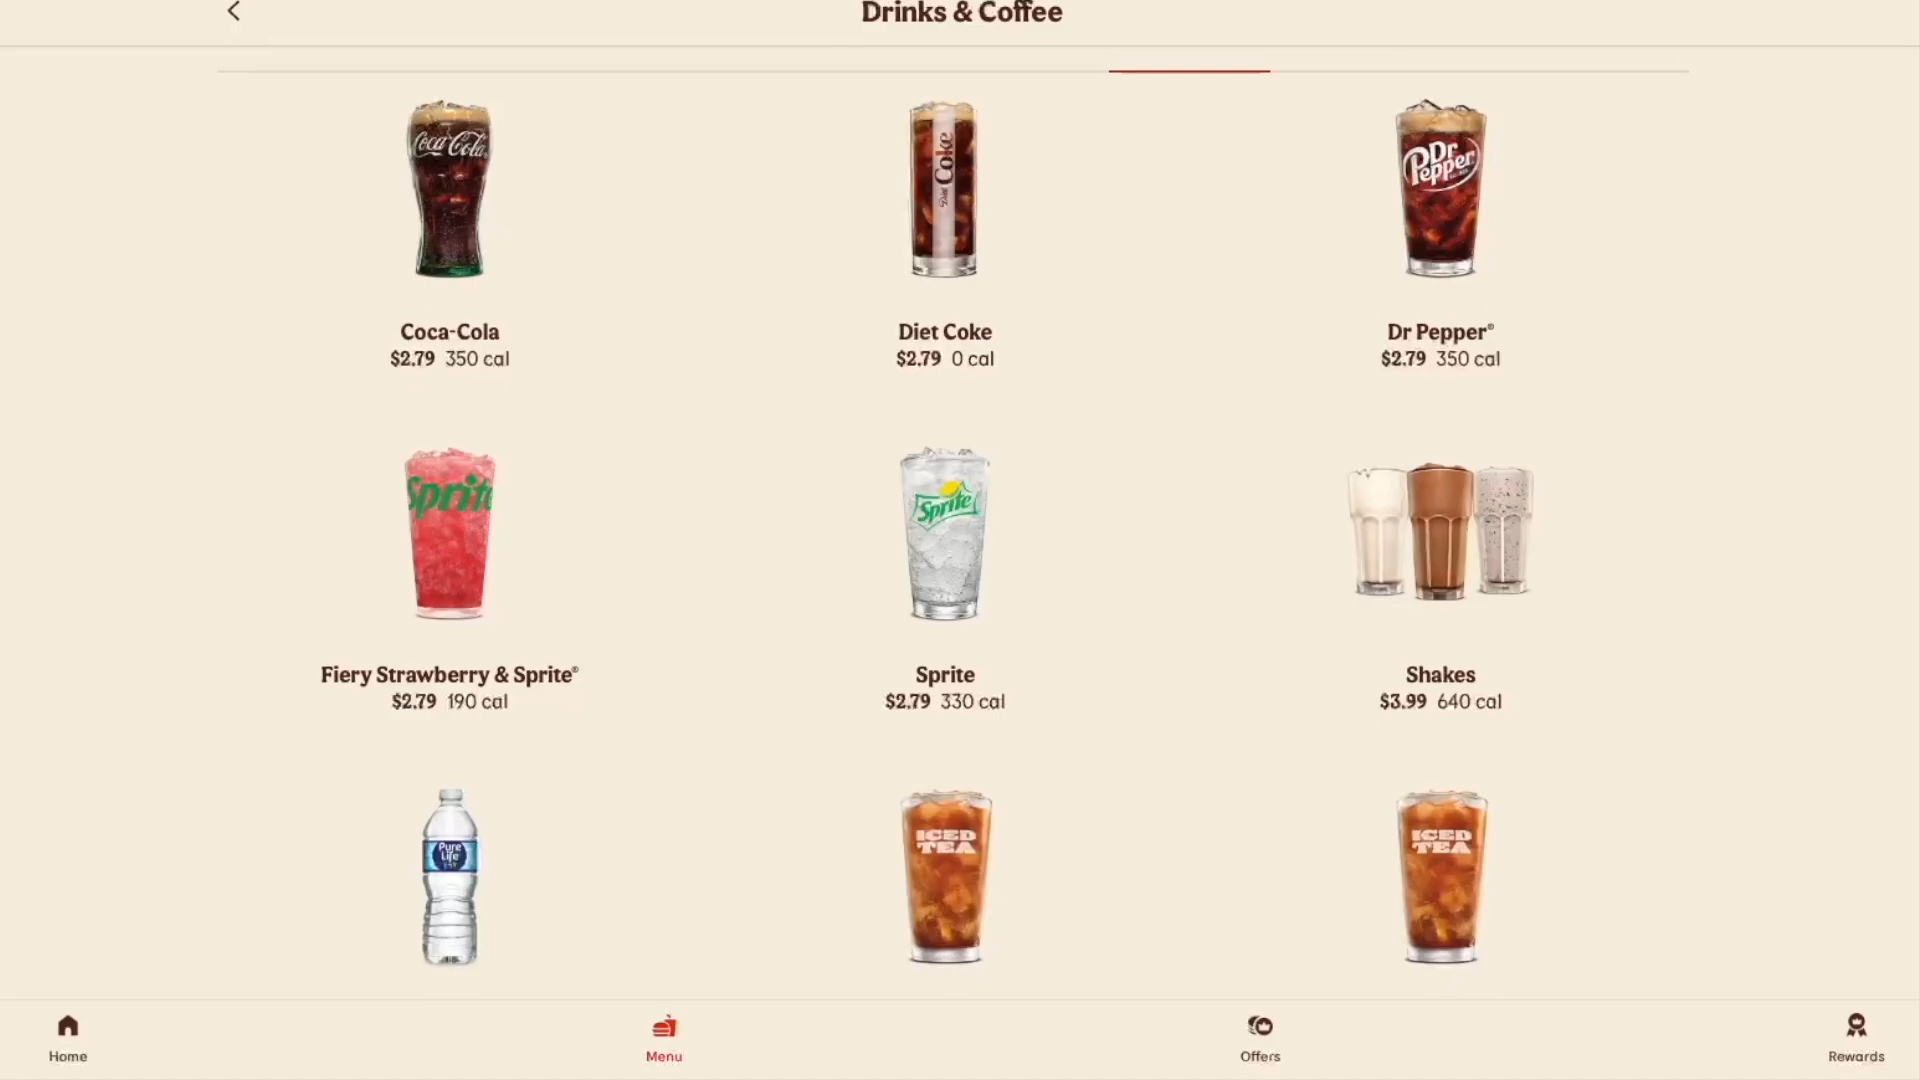 Drinks & Coffee
Coca-Cola
Diet Coke
Dr Pepper
Coca-Cola
$2.79 350 cal
Diet Coke
$2.79 0 cal
Dr Pepper®
$2.79 350 cal
Sprite
Sprite
Fiery Strawberry & Sprite®
$2.79 190 cal
Sprite
$2.79 330 cal
Shakes
$3.99 640 cal
Pure
Life
ICED
TEA
ICED
TEA
Home
Menu
Offers
Rewards